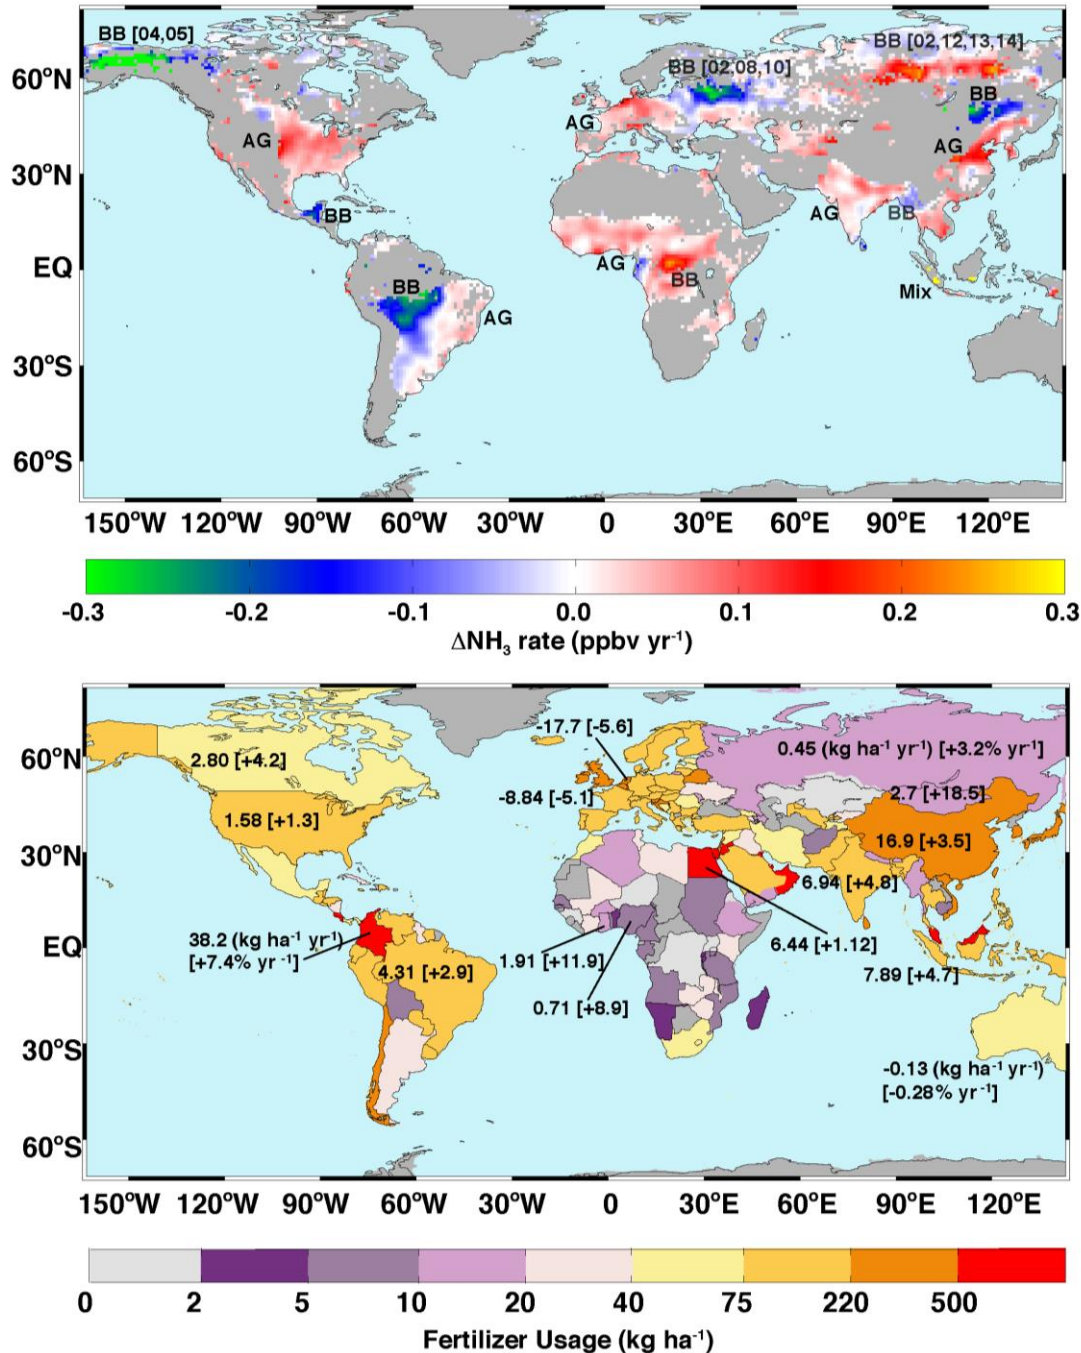 BB [04,05]
BB [02,12,13,14]
60°N
BB [02,08,10]
BB
AG
AG
AG
30°N
BB
AG
BB
EQ
AG
BB
BB
Mix
AG
30°S
60°S
150°W 120°W 90°W 60°W 30°W 0 30°E 60°E 90°E 120°E
-0.3 -0.2 -0.1 0.0 0.1 0.2 0.3
ΔNH₃ rate (ppbv yr⁻¹)
-17.7 [-5.6]
0.45 (kg ha⁻¹ yr⁻¹) [+3.2% yr⁻¹]
60°N
2.80 [+4.2]
-8.84 [-5.1]
2.7 [+18.5]
1.58 [+1.3]
16.9 [+3.5]
30°N
6.94 [+4.8]
38.2 (kg ha⁻¹ yr⁻¹)
[+7.4% yr⁻¹]
6.44 [+1.12]
EQ
1.91 [+11.9]
4.31 [+2.9]
7.89 [+4.7]
0.71 [+8.9]
30°S
-0.13 (kg ha⁻¹ yr⁻¹)
[-0.28% yr⁻¹]
60°S
150°W 120°W 90°W 60°W 30°W 0 30°E 60°E 90°E 120°E
0 2 5 10 20 40 75 220 500
Fertilizer Usage (kg ha⁻¹)